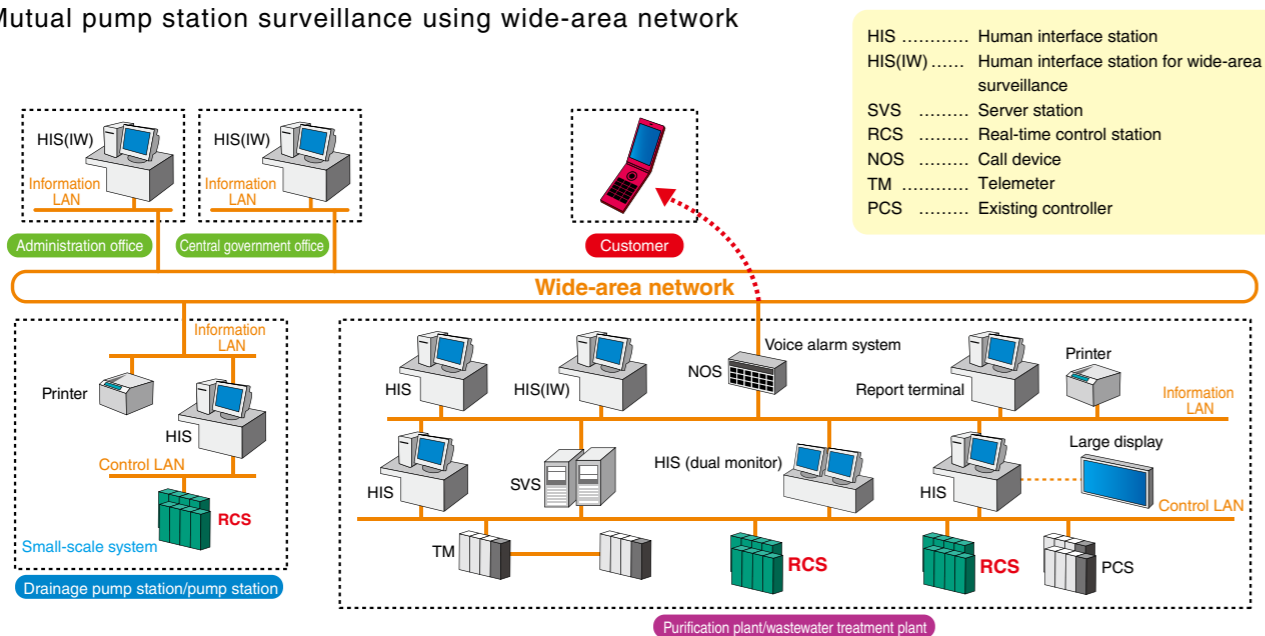 Mutual pump station surveillance using wide-area network
HIS ............ Human interface station
HIS(IW) ...... Human interface station for wide-area
surveillance
SVS ......... Server station
RCS ......... Real-time control station
NOS ......... Call device
TM ............ Telemeter
PCS ......... Existing controller
HIS(IW)
Information
LAN
Administration office
HIS(IW)
Information
LAN
Central government office
Customer
Wide-area network
Information
LAN
Printer
HIS
Control LAN
RCS
Small-scale system
Drainage pump station/pump station
HIS
HIS(IW)
Voice alarm system
NOS
Report terminal
Printer
Information
LAN
HIS
SVS
HIS (dual monitor)
HIS
Large display
Control LAN
TM
RCS
RCS
PCS
Purification plant/wastewater treatment plant